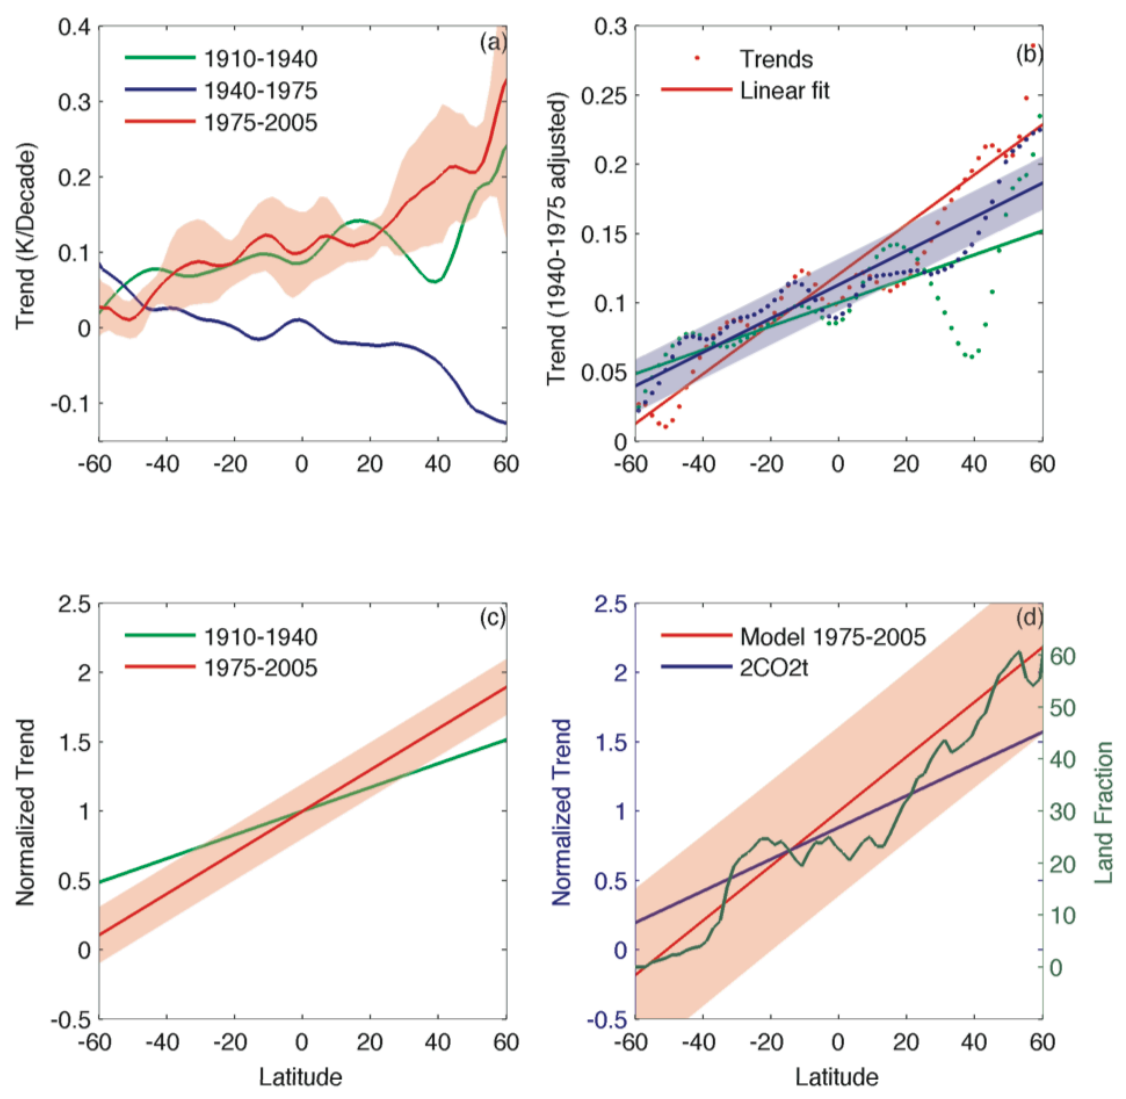 (a)
1910-1940
1940-1975
1975-2005
Trend (K/Decade)
0.4
0.3
0.2
0.1
0
-0.1
-60 -40 -20 0 20 40 60
(b)
Trends
Linear fit
Trend (1940-1975 adjusted)
0.3
0.25
0.2
0.15
0.1
0.05
0
-60 -40 -20 0 20 40 60
(c)
1910-1940
1975-2005
Normalized Trend
2.5
2
1.5
1
0.5
0
-0.5
-60 -40 -20 0 20 40 60
Latitude
(d)
Model 1975-2005
2CO2t
Normalized Trend
2.5
2
1.5
1
0.5
0
-0.5
60
50
40
30
20
10
0
Land Fraction
-60 -40 -20 0 20 40 60
Latitude